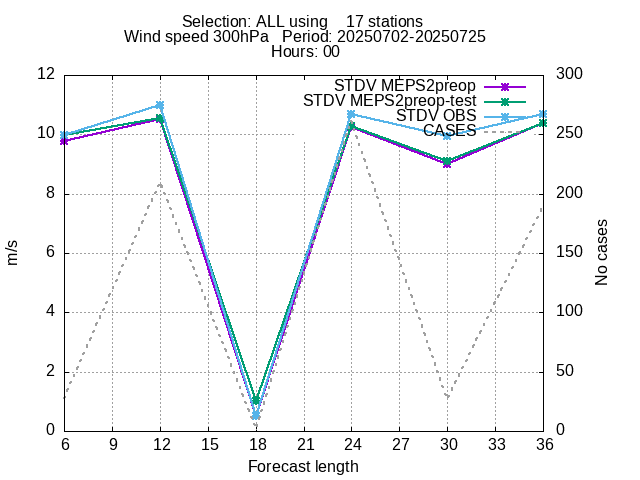 Selection: ALL using 17 stations
Wind speed 300hPa Period: 20250702-20250725
Hours: 00
STDV MEPS2preop
STDV MEPS2preop-test
STDV OBS
CASES
12
10
8
6
4
2
0
300
250
200
150
100
50
0
m/s
No cases
6 9 12 15 18 21 24 27 30 33 36
Forecast length